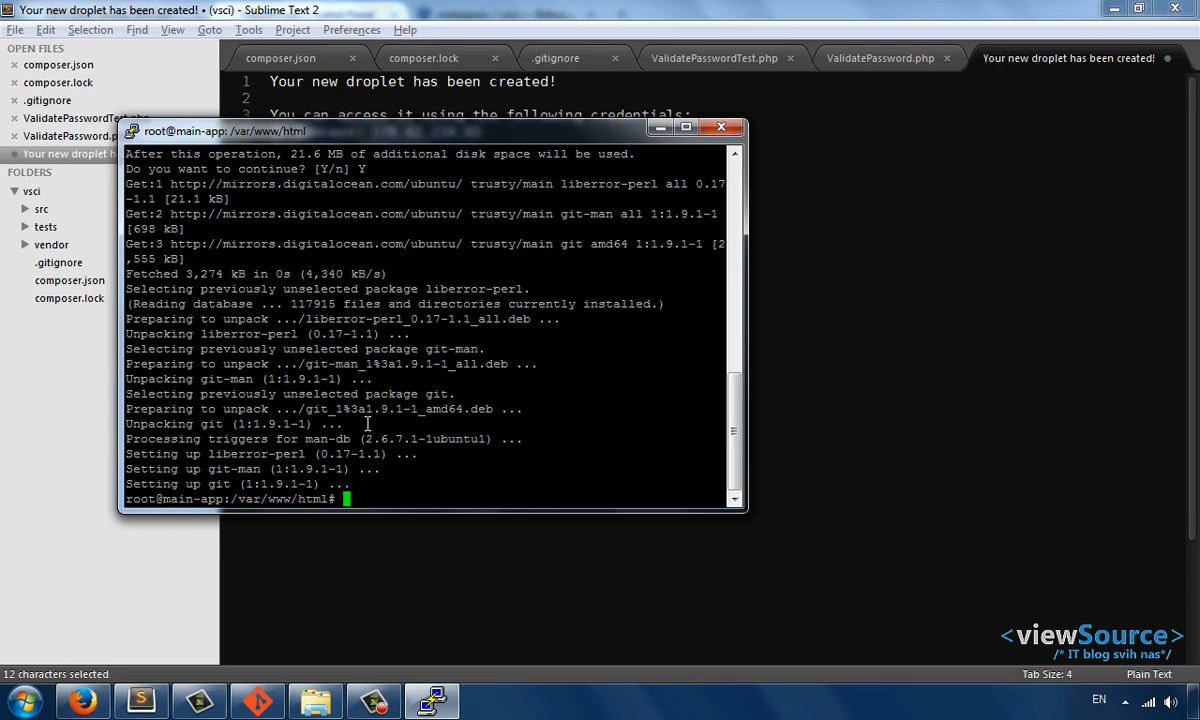 Your new droplet has been created! • (vsci) - Sublime Text 2
File Edit Selection Find View Goto Tools Project Preferences Help
OPEN FILES
composer.json
composer.lock
.gitignore
ValidatePasswordTest.php
ValidatePassword.p
Your new droplet h
FOLDERS
vsci
src
tests
vendor
.gitignore
composer.json
composer.lock
composer.json composer.lock .gitignore ValidatePasswordTest.php ValidatePassword.php Your new droplet has been created!
1 Your new droplet has been created!
2
3 You can access it using the following credentials:
root@main-app: /var/www/html
After this operation, 21.6 MB of additional disk space will be used.
Do you want to continue? [Y/n] Y
Get:1 http://mirrors.digitalocean.com/ubuntu/ trusty/main liberror-perl all 0.17
-1.1 [21.1 kB]
Get:2 http://mirrors.digitalocean.com/ubuntu/ trusty/main git-man all 1:1.9.1-1
[698 kB]
Get:3 http://mirrors.digitalocean.com/ubuntu/ trusty/main git amd64 1:1.9.1-1 [2
,555 kB]
Fetched 3,274 kB in 0s (4,340 kB/s)
Selecting previously unselected package liberror-perl.
(Reading database ... 117915 files and directories currently installed.)
Preparing to unpack .../liberror-perl_0.17-1.1_all.deb ...
Unpacking liberror-perl (0.17-1.1) ...
Selecting previously unselected package git-man.
Preparing to unpack .../git-man_1%3a1.9.1-1_all.deb ...
Unpacking git-man (1:1.9.1-1) ...
Selecting previously unselected package git.
Preparing to unpack .../git_1%3a1.9.1-1_amd64.deb ...
Unpacking git (1:1.9.1-1) ...
Processing triggers for man-db (2.6.7.1-1ubuntu1) ...
Setting up liberror-perl (0.17-1.1) ...
Setting up git-man (1:1.9.1-1) ...
Setting up git (1:1.9.1-1) ...
root@main-app:/var/www/html#
<viewSource>
/* IT blog svih nas*/
12 characters selected Tab Size: 4 Plain Text
EN